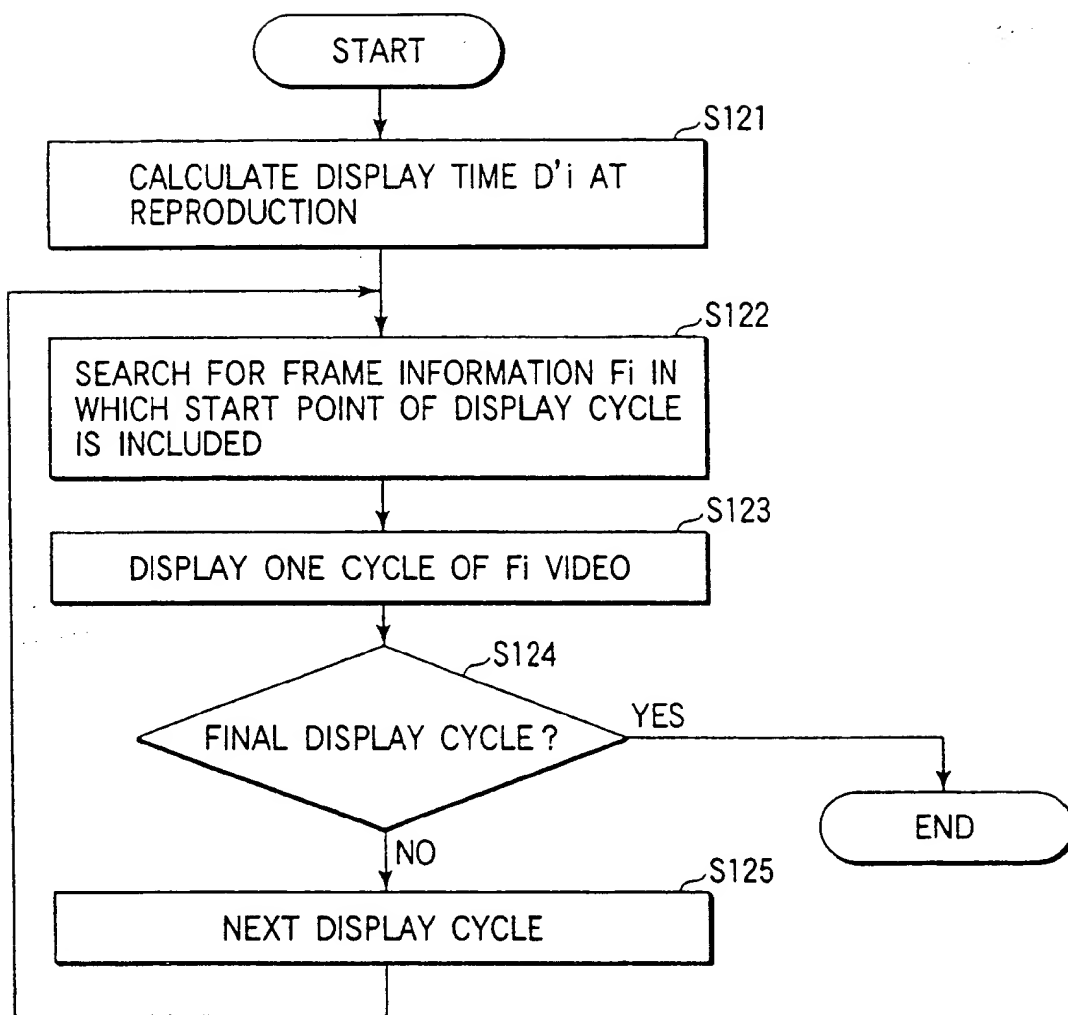 START
S121
CALCULATE DISPLAY TIME D'i AT
REPRODUCTION
S122
SEARCH FOR FRAME INFORMATION Fi IN
WHICH START POINT OF DISPLAY CYCLE
IS INCLUDED
S123
DISPLAY ONE CYCLE OF Fi VIDEO
S124
FINAL DISPLAY CYCLE?
YES
END
NO
S125
NEXT DISPLAY CYCLE